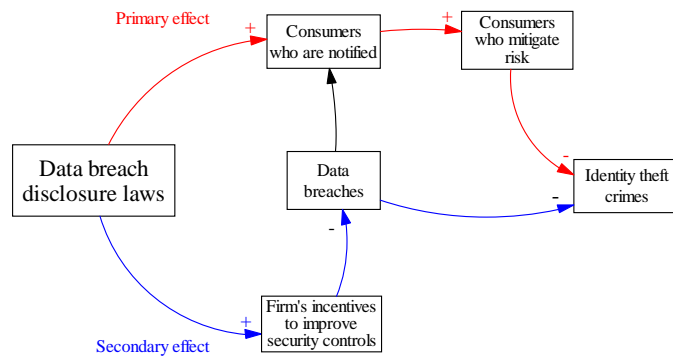 Primary effect
+
Consumers
who are notified
+
Consumers
who mitigate
risk
Data breach
disclosure laws
Data
breaches
-
Identity theft
crimes
-
-
+
Firm's incentives
to improve
security controls
Secondary effect